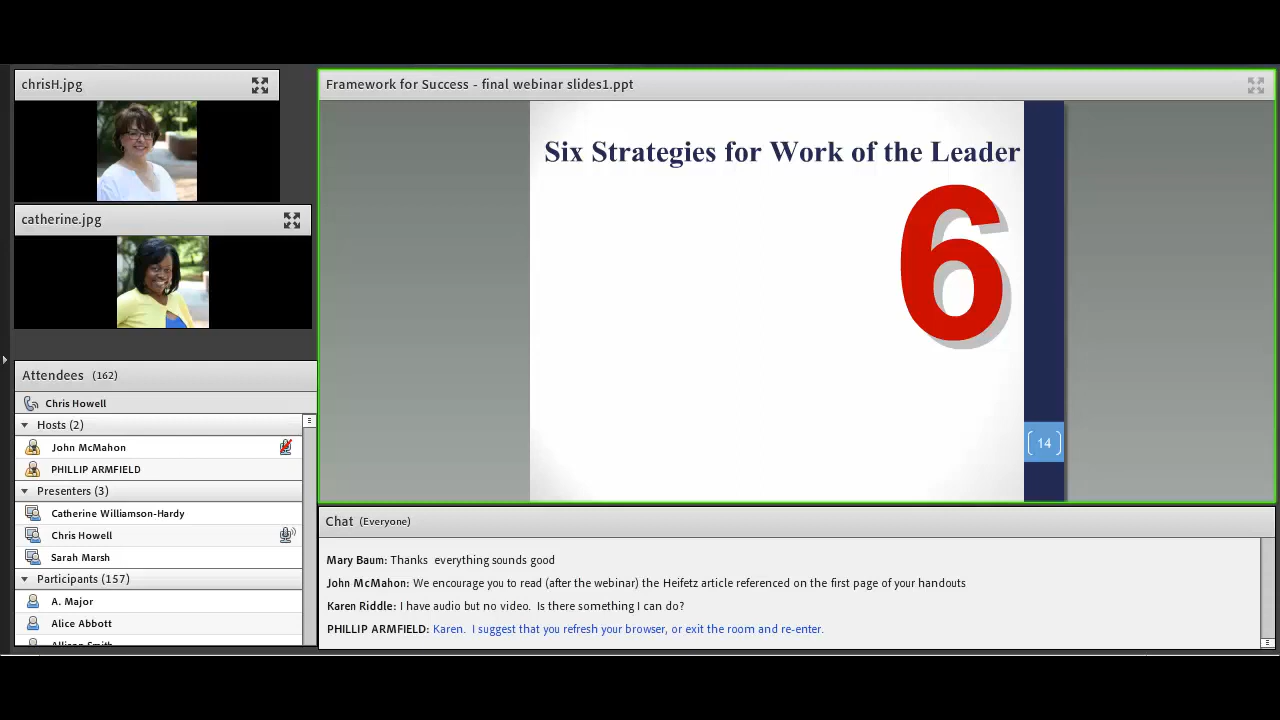 chrisH.jpg
catherine.jpg
Attendees (162)
Chris Howell
Hosts (2)
John McMahon
PHILLIP ARMFIELD
Presenters (3)
Catherine Williamson-Hardy
Chris Howell
Sarah Marsh
Participants (157)
A. Major
Alice Abbott
Allison Smith
Framework for Success - final webinar slides1.ppt
Six Strategies for Work of the Leader
6
14
Chat (Everyone)
Mary Baum: Thanks everything sounds good
John McMahon: We encourage you to read (after the webinar) the Heifetz article referenced on the first page of your handouts
Karen Riddle: I have audio but no video. Is there something I can do?
PHILLIP ARMFIELD: Karen. I suggest that you refresh your browser, or exit the room and re-enter.